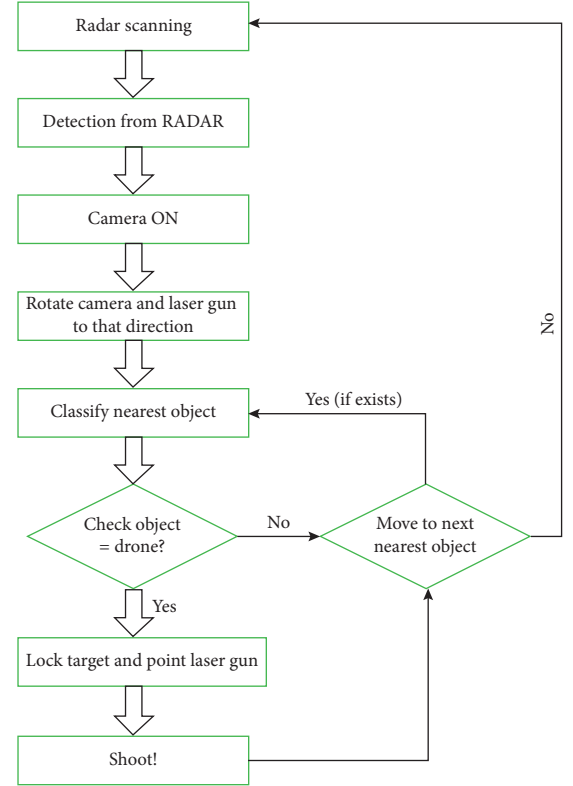 Radar scanning
Detection from RADAR
Camera ON
Rotate camera and laser gun
to that direction
Classify nearest object
Yes (if exists)
No
Check object
= drone?
No
Move to next
nearest object
Yes
Lock target and point laser gun
Shoot!